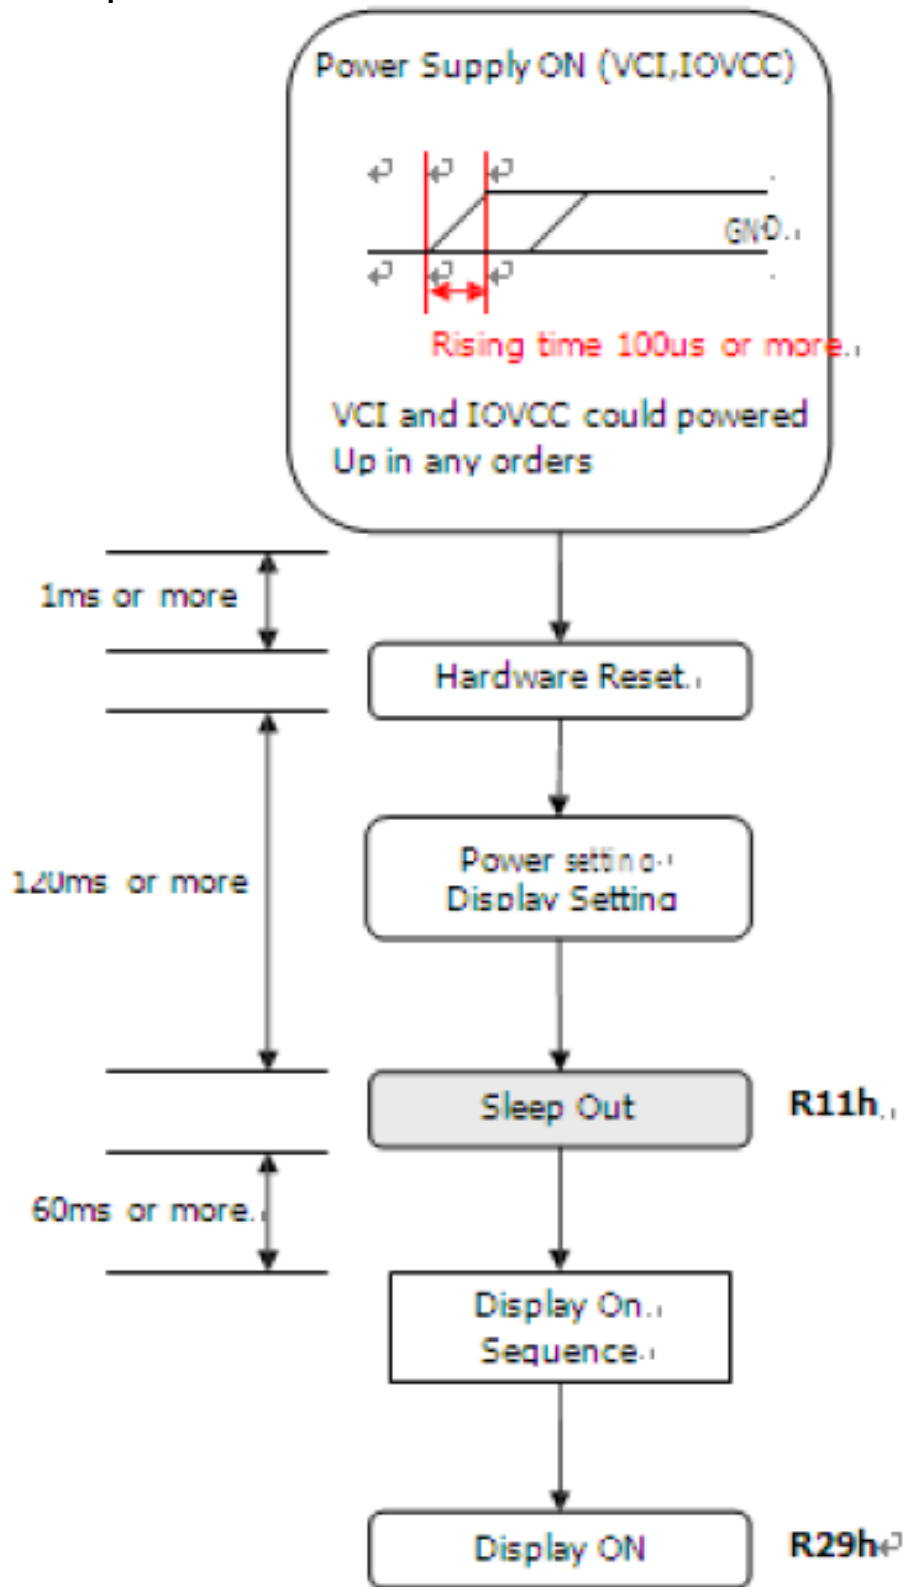 Power Supply ON (VCI,IOVCC)
GND
Rising time 100us or more
VCI and IOVCC could powered
Up in any orders
1ms or more
Hardware Reset
Power setting
Display Setting
120ms or more
Sleep Out
R11h
60ms or more
Display On
Sequence
Display ON
R29h